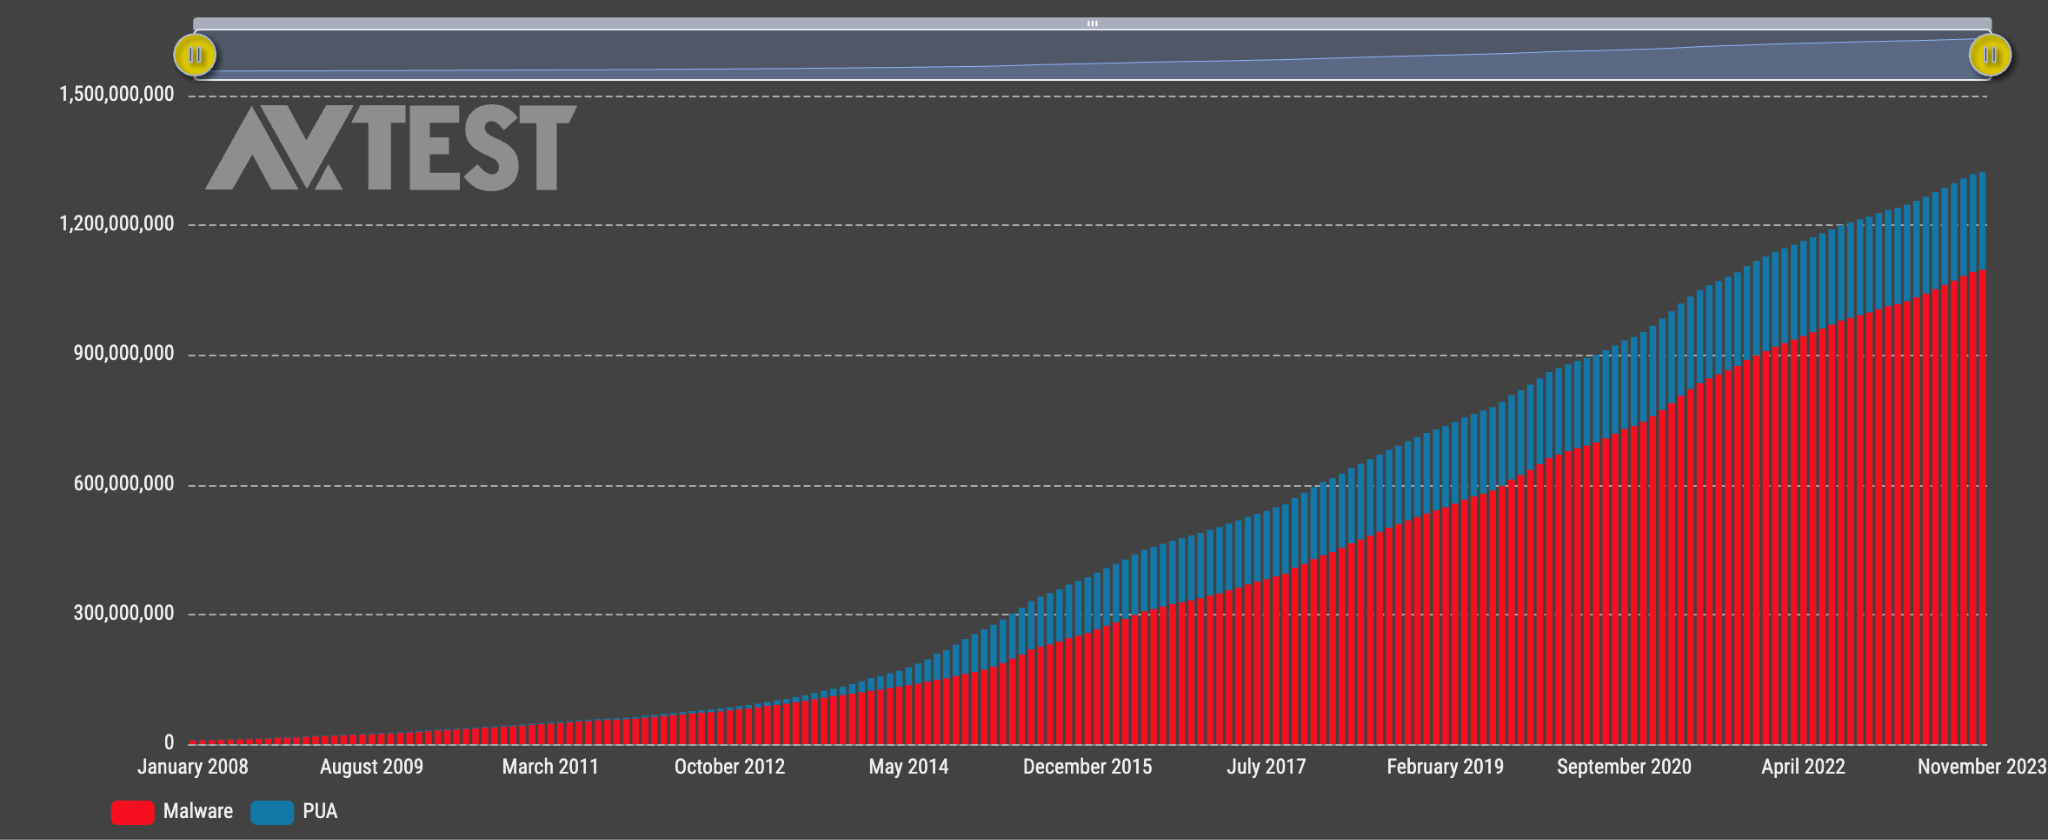 1,500,000,000
AVTEST
1,200,000,000
900,000,000
600,000,000
300,000,000
0
January 2008 August 2009 March 2011 October 2012 May 2014 December 2015 July 2017 February 2019 September 2020 April 2022 November 2023
Malware PUA